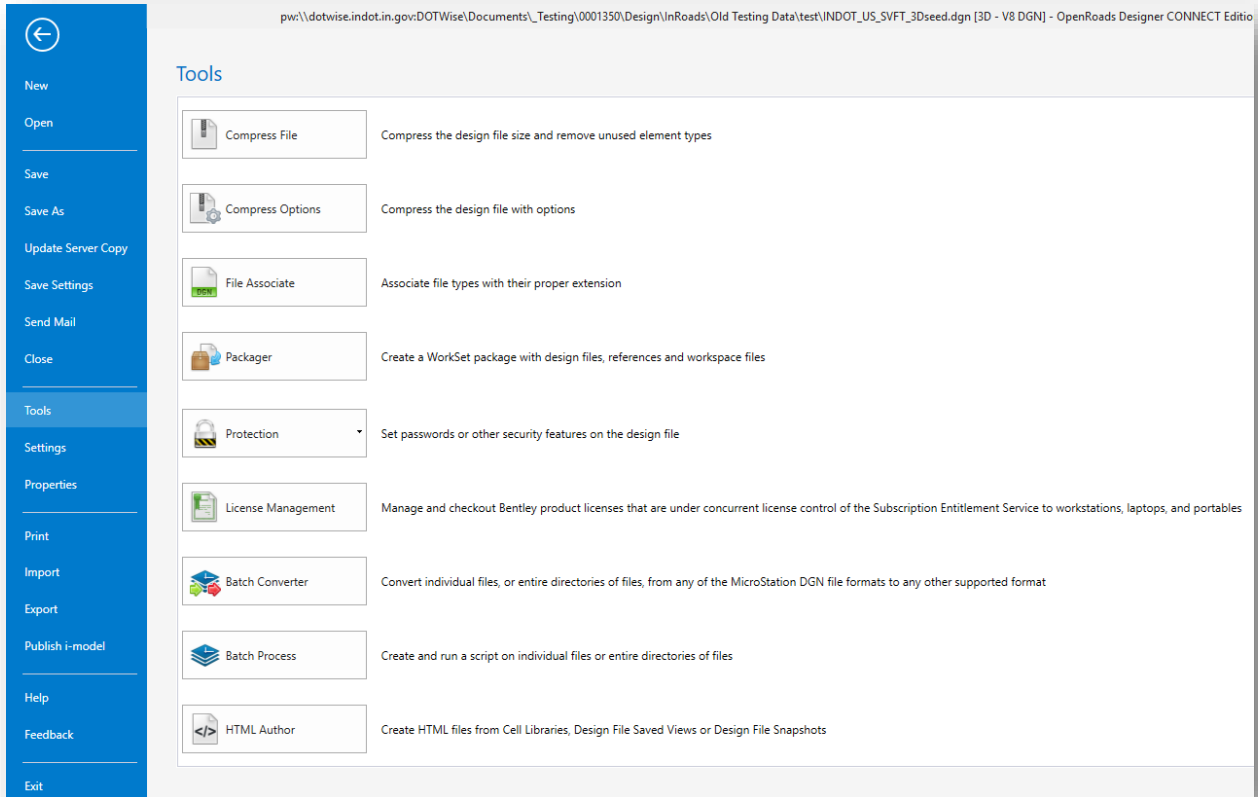 pw:\\dotwise.indot.in.gov:DOTWise\Documents\_Testing\0001350\Design\InRoads\Old Testing Data\test\INDOT_US_SVFT_3Dseed.dgn [3D - V8 DGN] - OpenRoads Designer CONNECT Editio
New
Open
Save
Save As
Update Server Copy
Save Settings
Send Mail
Close
Tools
Settings
Properties
Print
Import
Export
Publish i-model
Help
Feedback
Exit
Tools
Compress File
Compress the design file size and remove unused element types
Compress Options
Compress the design file with options
DGN
File Associate
Associate file types with their proper extension
Packager
Create a WorkSet package with design files, references and workspace files
Protection
Set passwords or other security features on the design file
License Management
Manage and checkout Bentley product licenses that are under concurrent license control of the Subscription Entitlement Service to workstations, laptops, and portables
Batch Converter
Convert individual files, or entire directories of files, from any of the MicroStation DGN file formats to any other supported format
Batch Process
Create and run a script on individual files or entire directories of files
</>
HTML Author
Create HTML files from Cell Libraries, Design File Saved Views or Design File Snapshots